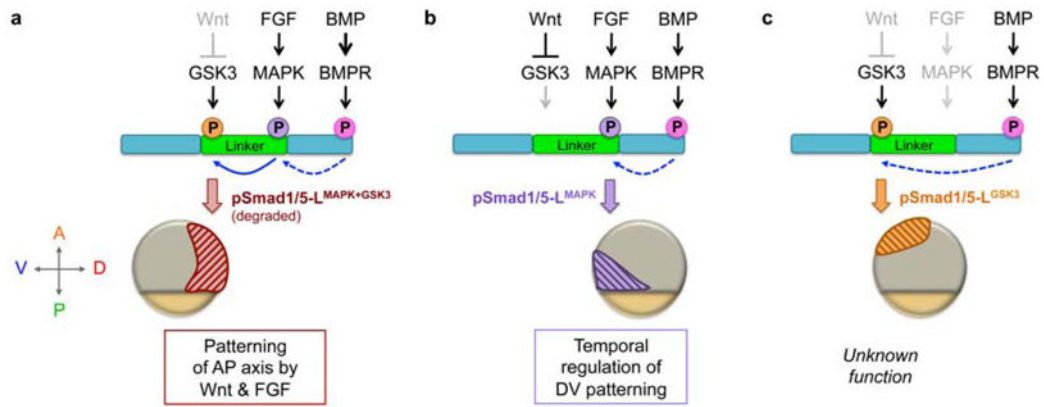 a
Wnt FGF BMP
GSK3 MAPK BMPR
P P P
Linker
pSmad1/5-L^MAPK+GSK3
(degraded)
A
V D
P
Patterning
of AP axis by
Wnt & FGF
b
Wnt FGF BMP
GSK3 MAPK BMPR
P P
Linker
pSmad1/5-L^MAPK
Temporal
regulation of
DV patterning
c
Wnt FGF BMP
GSK3 MAPK BMPR
P P
Linker
pSmad1/5-L^GSK3
Unknown
function